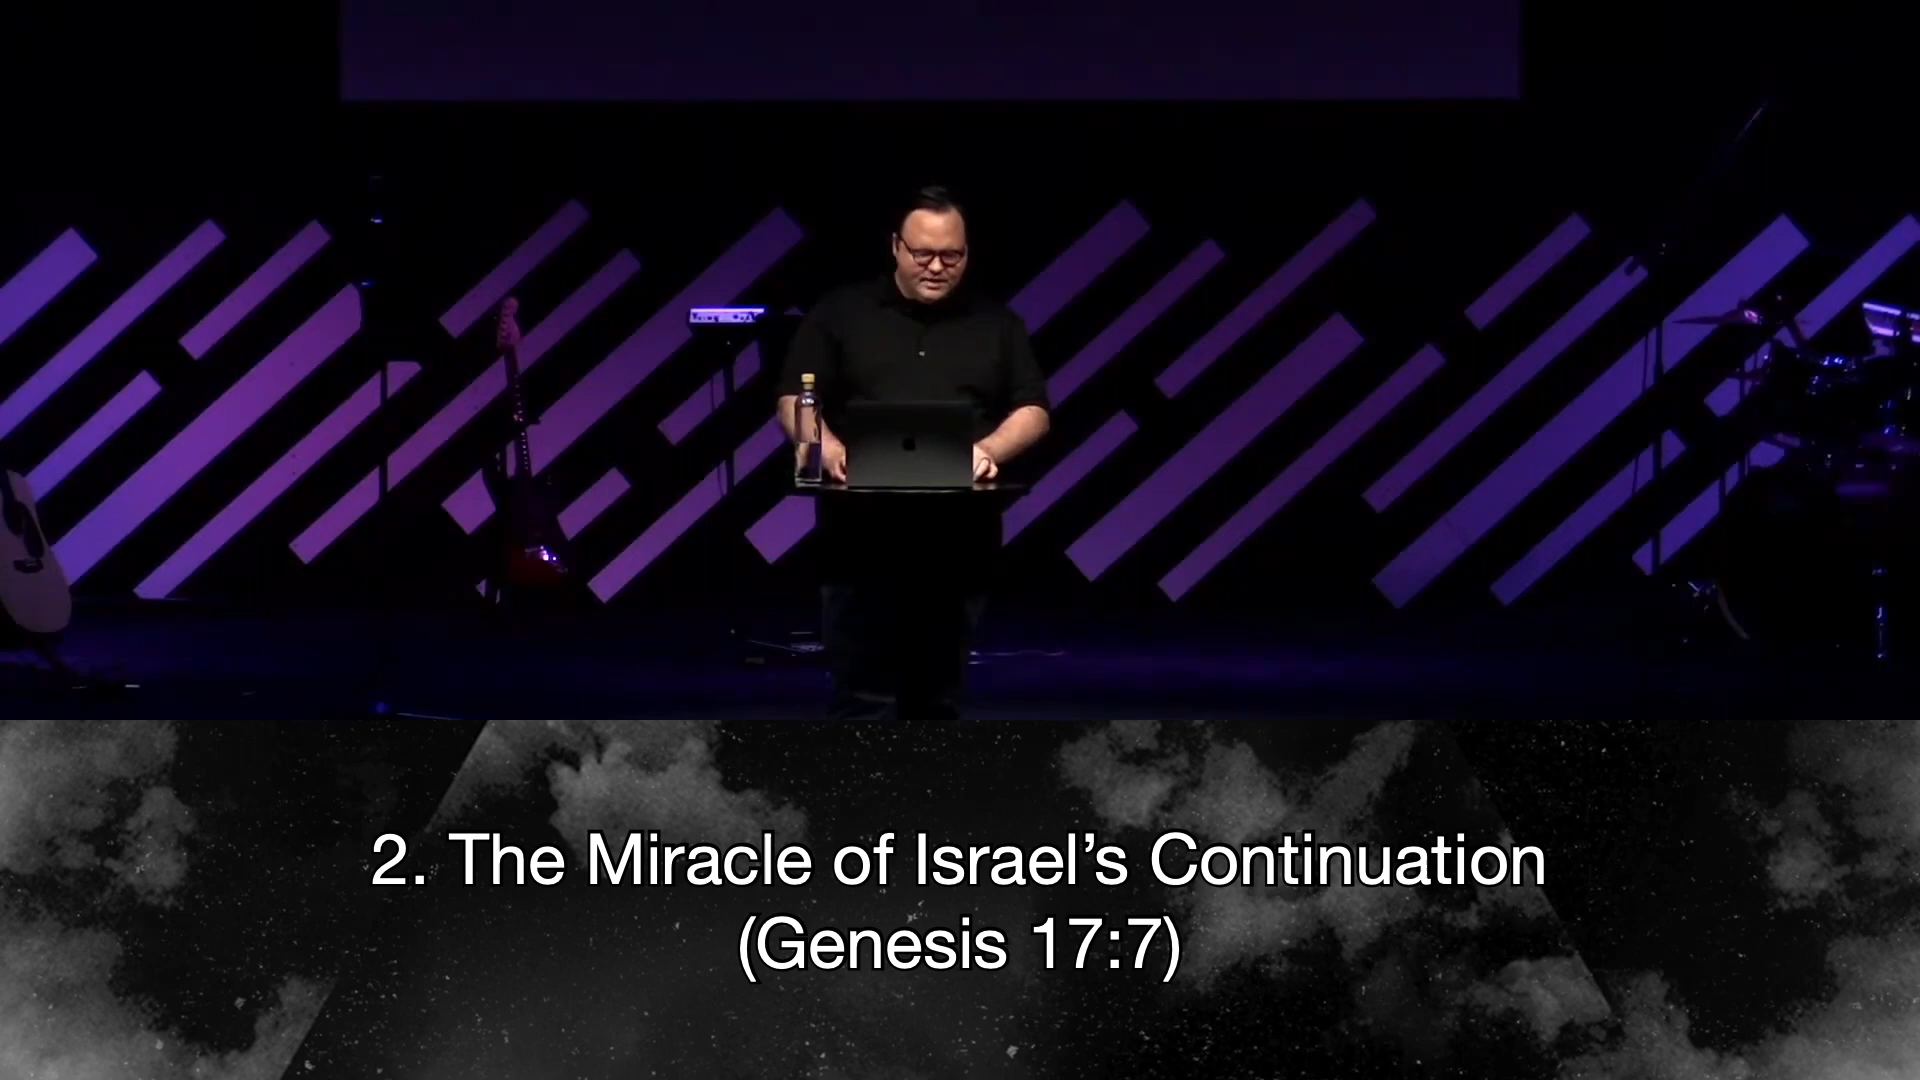 2. The Miracle of Israel’s Continuation
(Genesis 17:7)